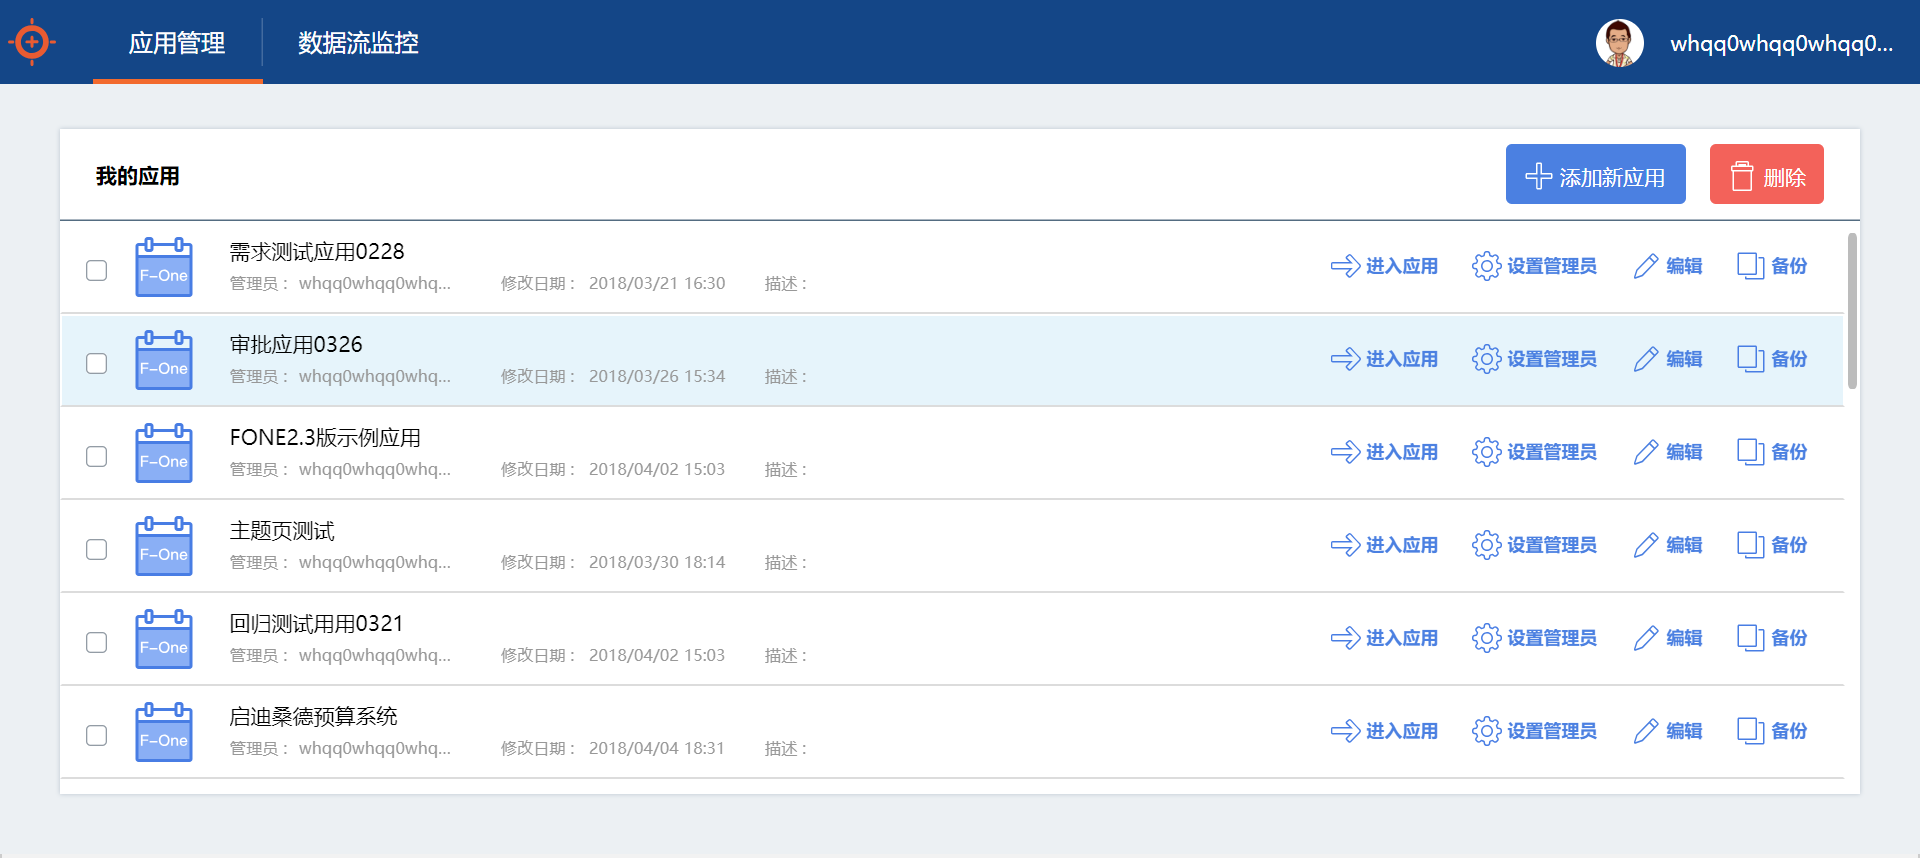 应用管理 数据流监控 whqq0whqq0whqq0...
我的应用 添加新应用 删除
F-One 需求测试应用0228
管理员： whqq0whqq0whq... 修改日期： 2018/03/21 16:30 描述： 进入应用 设置管理员 编辑 备份
F-One 审批应用0326
管理员： whqq0whqq0whq... 修改日期： 2018/03/26 15:34 描述： 进入应用 设置管理员 编辑 备份
F-One FONE2.3版示例应用
管理员： whqq0whqq0whq... 修改日期： 2018/04/02 15:03 描述： 进入应用 设置管理员 编辑 备份
F-One 主题页测试
管理员： whqq0whqq0whq... 修改日期： 2018/03/30 18:14 描述： 进入应用 设置管理员 编辑 备份
F-One 回归测试用用0321
管理员： whqq0whqq0whq... 修改日期： 2018/04/02 15:03 描述： 进入应用 设置管理员 编辑 备份
F-One 启迪桑德预算系统
管理员： whqq0whqq0whq... 修改日期： 2018/04/04 18:31 描述： 进入应用 设置管理员 编辑 备份